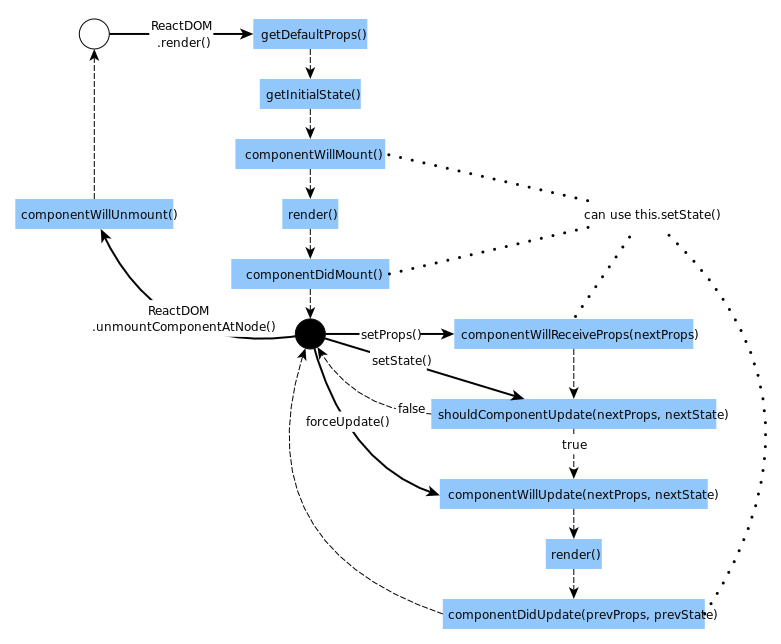 ReactDOM
.render()
getDefaultProps()
getInitialState()
componentWillMount()
can use this.setState()
componentWillUnmount()
render()
componentDidMount()
ReactDOM
.unmountComponentAtNode()
setProps()
componentWillReceiveProps(nextProps)
setState()
false
shouldComponentUpdate(nextProps, nextState)
forceUpdate()
true
componentWillUpdate(nextProps, nextState)
render()
componentDidUpdate(prevProps, prevState)